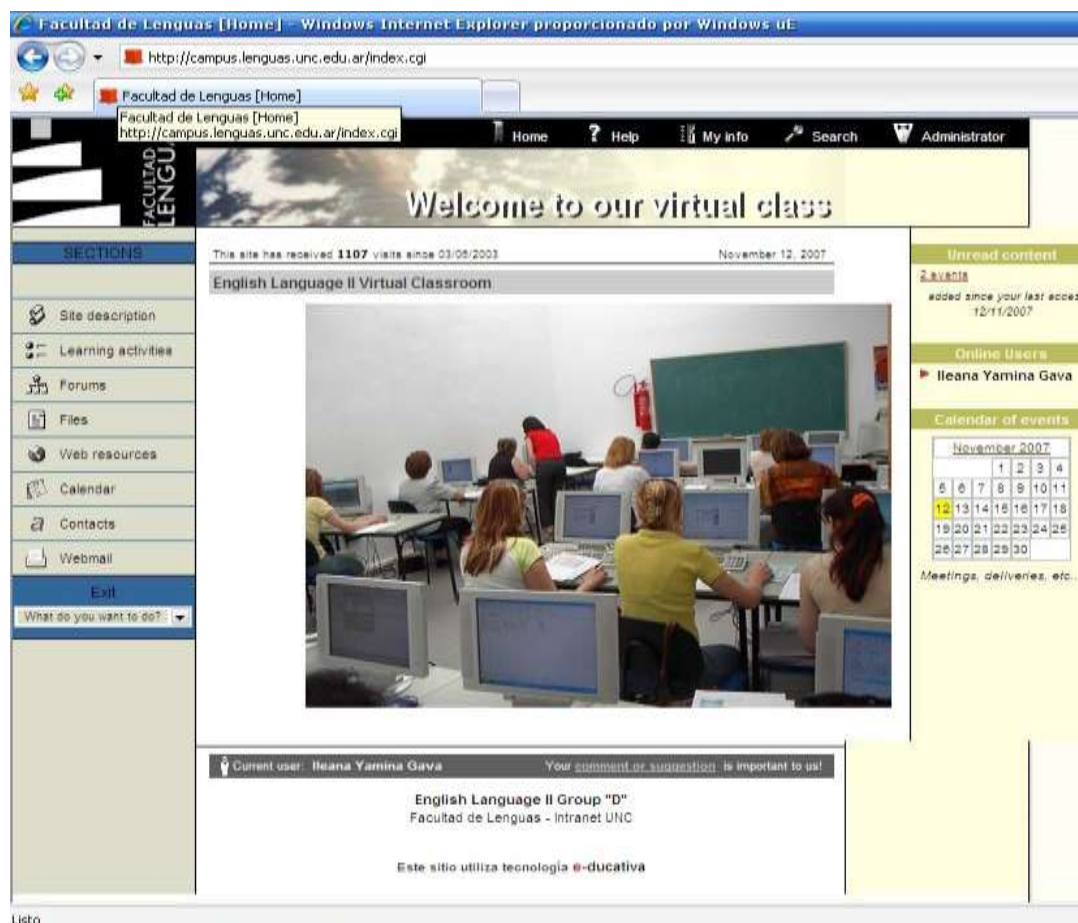 Facultad de Lenguas [Home] - Windows Internet Explorer proporcionado por Windows uE
http://campus.lenguas.unc.edu.ar/index.cgi
Facultad de Lenguas [Home]
Facultad de Lenguas [Home]
http://campus.lenguas.unc.edu.ar/index.cgi
Home ? Help My info Search Administrator
FACULTAD
LENGUA
Welcome to our virtual class
SECTIONS
Site description
Learning activities
Forums
Files
Web resources
Calendar
Contacts
Webmail
Exit
What do you want to do?
This site has received 1107 visits since 03/05/2003 November 12, 2007
English Language II Virtual Classroom
Unread content
2 events
added since your last acces
12/11/2007
Online Users
Ileana Yamina Gava
Calendar of events
November 2007
1 2 3 4
5 6 7 8 9 10 11
12 13 14 15 16 17 18
19 20 21 22 23 24 25
26 27 28 29 30
Meetings, deliveries, etc..
Current user: Ileana Yamina Gava Your comment or suggestion is important to us!
English Language II Group "D"
Facultad de Lenguas - Intranet UNC
Este sitio utiliza tecnología e-ducativa
Listo